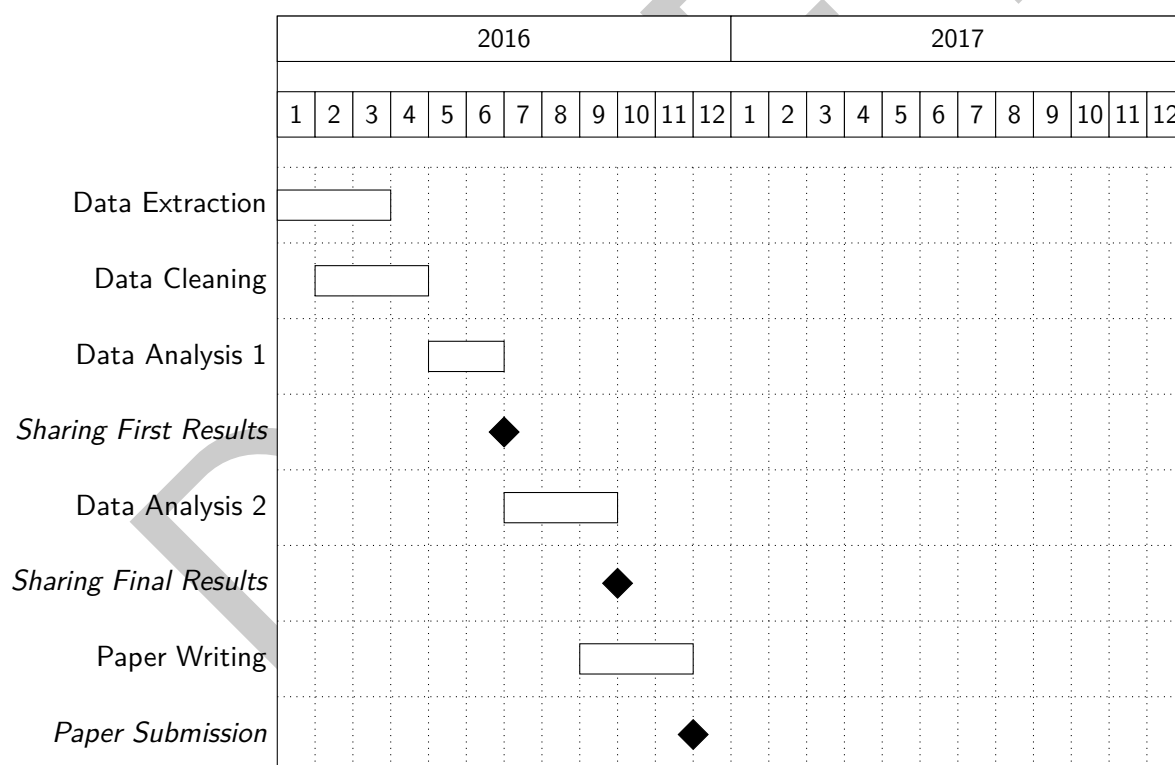 2016 2017
1 2 3 4 5 6 7 8 9 10 11 12 1 2 3 4 5 6 7 8 9 10 11 12
Data Extraction
Data Cleaning
Data Analysis 1
Sharing First Results
Data Analysis 2
Sharing Final Results
Paper Writing
Paper Submission